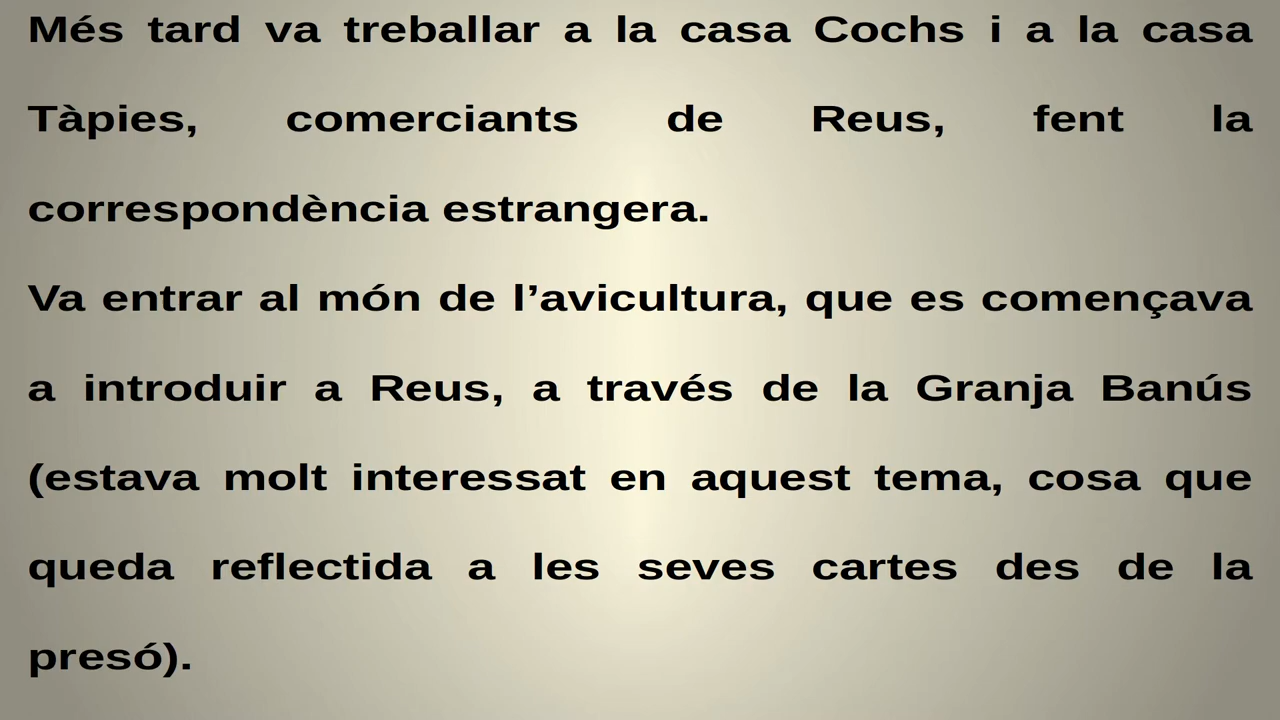 Més tard va treballar a la casa Cochs i a la casa
Tàpies, comerciants de Reus, fent la
correspondència estrangera.
Va entrar al món de l’avicultura, que es començava
a introduir a Reus, a través de la Granja Banús
(estava molt interessat en aquest tema, cosa que
queda reflectida a les seves cartes des de la
presó).